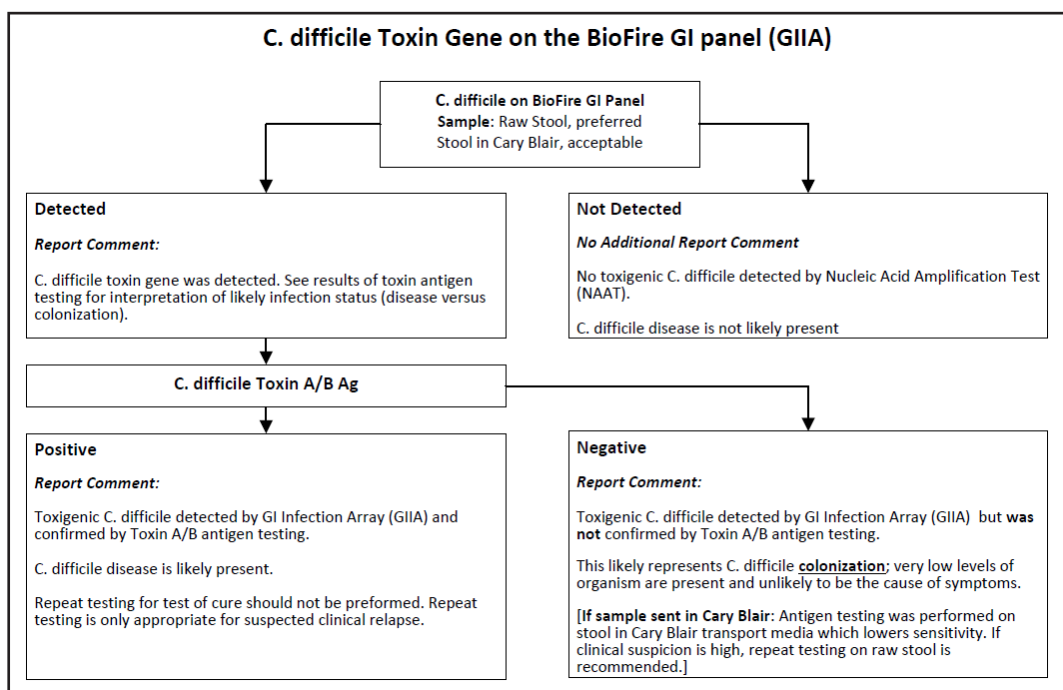 C. difficile Toxin Gene on the BioFire GI panel (GIIA)
C. difficile on BioFire GI Panel
Sample: Raw Stool, preferred
Stool in Cary Blair, acceptable
Detected
Report Comment:
C. difficile toxin gene was detected. See results of toxin antigen
testing for interpretation of likely infection status (disease versus
colonization).
Not Detected
No Additional Report Comment
No toxigenic C. difficile detected by Nucleic Acid Amplification Test
(NAAT).
C. difficile disease is not likely present
C. difficile Toxin A/B Ag
Positive
Report Comment:
Toxigenic C. difficile detected by GI Infection Array (GIIA) and
confirmed by Toxin A/B antigen testing.
C. difficile disease is likely present.
Repeat testing for test of cure should not be preformed. Repeat
testing is only appropriate for suspected clinical relapse.
Negative
Report Comment:
Toxigenic C. difficile detected by GI Infection Array (GIIA) but was
not confirmed by Toxin A/B antigen testing.
This likely represents C. difficile colonization; very low levels of
organism are present and unlikely to be the cause of symptoms.
[If sample sent in Cary Blair: Antigen testing was performed on
stool in Cary Blair transport media which lowers sensitivity. If
clinical suspicion is high, repeat testing on raw stool is
recommended.]